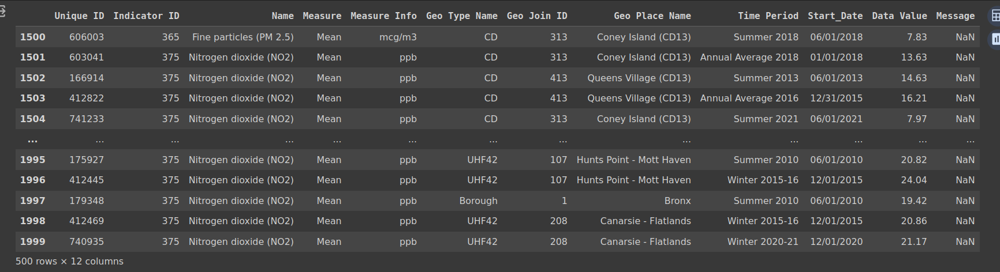 Unique ID Indicator ID Name Measure Measure Info Geo Type Name Geo Join ID Geo Place Name Time Period Start_Date Data Value Message
1500 606003 365 Fine particles (PM 2.5) Mean mcg/m3 CD 313 Coney Island (CD13) Summer 2018 06/01/2018 7.83 NaN
1501 603041 375 Nitrogen dioxide (NO2) Mean ppb CD 313 Coney Island (CD13) Annual Average 2018 01/01/2018 13.63 NaN
1502 166914 375 Nitrogen dioxide (NO2) Mean ppb CD 413 Queens Village (CD13) Summer 2013 06/01/2013 14.63 NaN
1503 412822 375 Nitrogen dioxide (NO2) Mean ppb CD 413 Queens Village (CD13) Annual Average 2016 12/31/2015 16.21 NaN
1504 741233 375 Nitrogen dioxide (NO2) Mean ppb CD 313 Coney Island (CD13) Summer 2021 06/01/2021 7.97 NaN
... ... ... ... ... ... ... ... ... ... ... ... ...
1995 175927 375 Nitrogen dioxide (NO2) Mean ppb UHF42 107 Hunts Point - Mott Haven Summer 2010 06/01/2010 20.82 NaN
1996 412445 375 Nitrogen dioxide (NO2) Mean ppb UHF42 107 Hunts Point - Mott Haven Winter 2015-16 12/01/2015 24.04 NaN
1997 179348 375 Nitrogen dioxide (NO2) Mean ppb Borough 1 Bronx Summer 2010 06/01/2010 19.42 NaN
1998 412469 375 Nitrogen dioxide (NO2) Mean ppb UHF42 208 Canarsie - Flatlands Winter 2015-16 12/01/2015 20.86 NaN
1999 740935 375 Nitrogen dioxide (NO2) Mean ppb UHF42 208 Canarsie - Flatlands Winter 2020-21 12/01/2020 21.17 NaN
500 rows × 12 columns